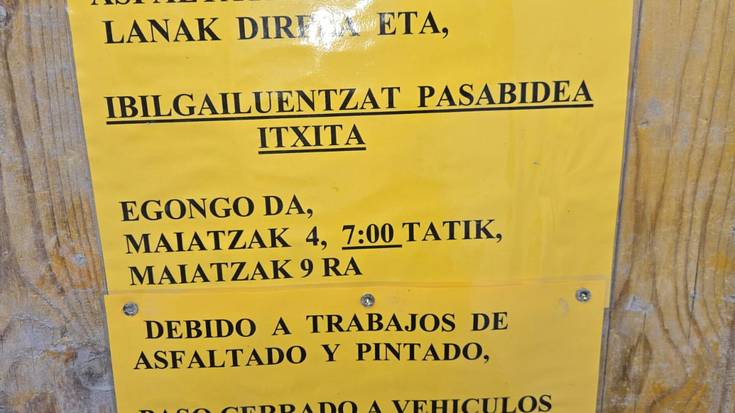 LANAK DIRELA ETA,
IBILGAILUENTZAT PASABIDEA
ITXITA
EGONGO DA,
MAIATZAK 4, 7:00 TATIK,
MAIATZAK 9 RA
DEBIDO A TRABAJOS DE
ASFALTADO Y PINTADO,
PASO CERRADO A VEHICULOS